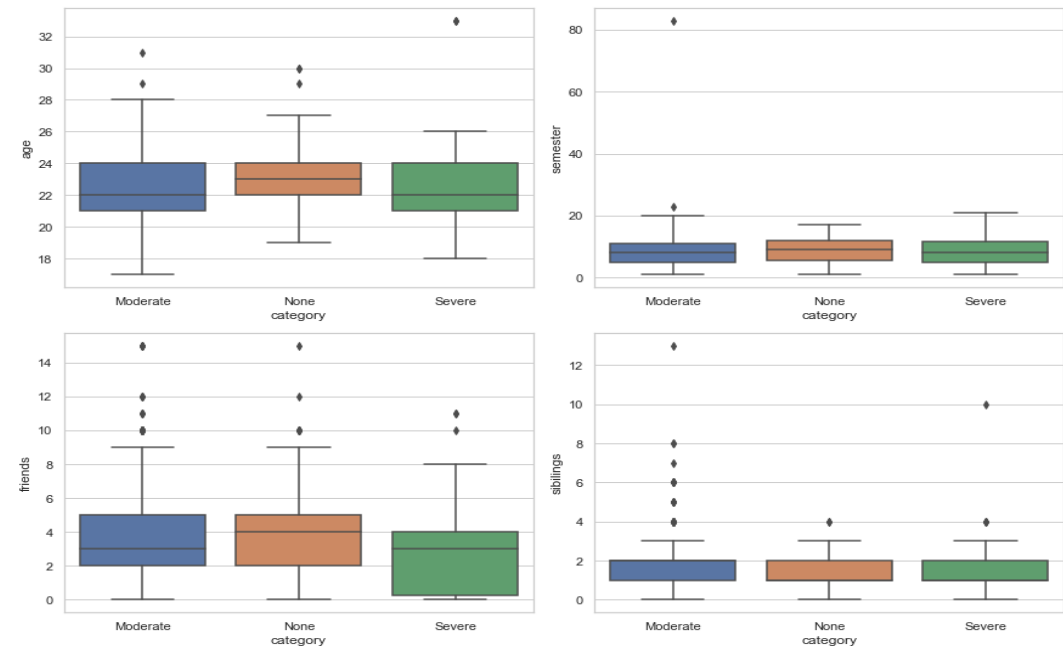 32
30
28
26
24
22
20
18
age
Moderate None Severe
category
80
60
40
20
0
semester
Moderate None Severe
category
14
12
10
8
6
4
2
0
friends
Moderate None Severe
category
12
10
8
6
4
2
0
sibilings
Moderate None Severe
category